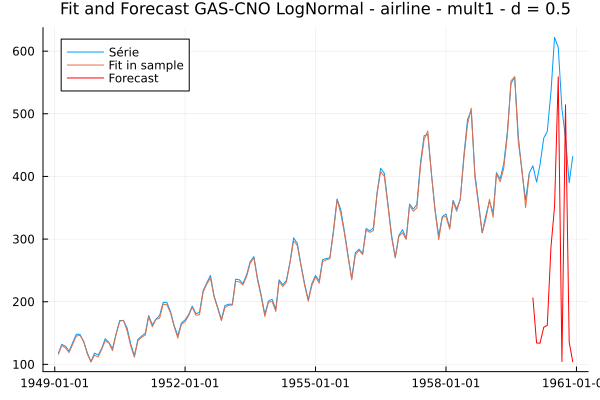 Fit and Forecast GAS-CNO LogNormal - airline - mult1 - d = 0.5
Série
Fit in sample
Forecast
600
500
400
300
200
100
1949-01-01 1952-01-01 1955-01-01 1958-01-01 1961-01-0